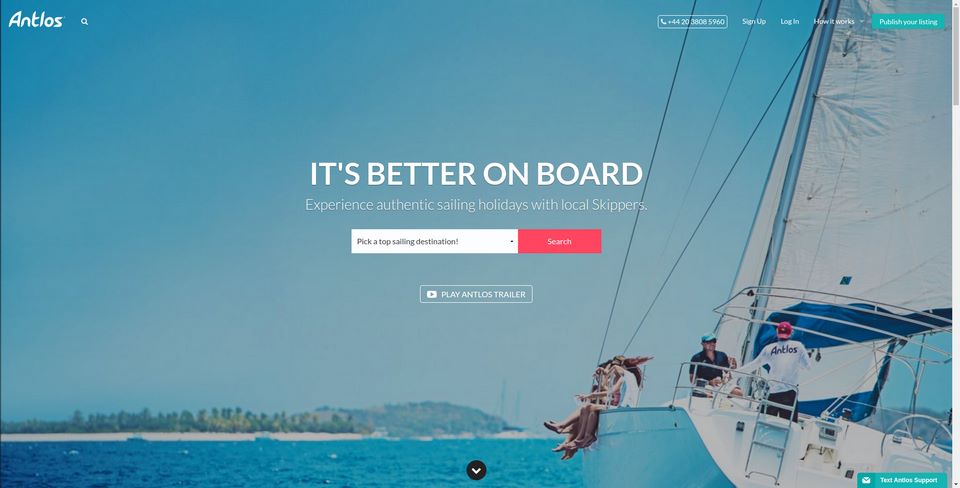 Antlos
+44 20 3808 5960
Sign Up
Log In
How it works
Publish your listing
IT'S BETTER ON BOARD
Experience authentic sailing holidays with local Skippers.
Pick a top sailing destination!
Search
PLAY ANTLOS TRAILER
Antlos
Text Antlos Support